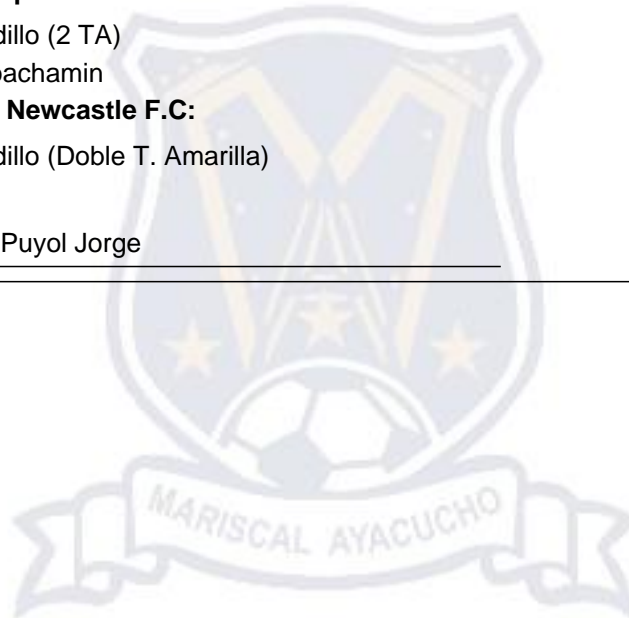 dillo (2 TA)
pachamin
Newcastle F.C:
dillo (Doble T. Amarilla)
Puyol Jorge
MARISCAL AYACUCHO